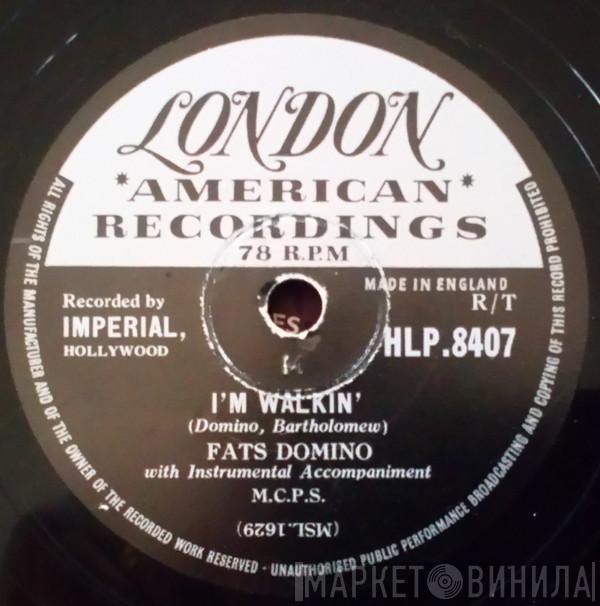 LONDON
*AMERICAN*
RECORDINGS
78 R.P.M
MADE IN ENGLAND
Recorded by
R/T
IMPERIAL,
HLP.8407
HOLLYWOOD
ES
K
I'M WALKIN'
(Domino, Bartholomew)
FATS DOMINO
with Instrumental Accompaniment
M.C.P.S.
(MSL.1629)
ALL RIGHTS OF THE MANUFACTURER AND OF THE OWNER OF THE RECORDED WORK RESERVED - UNAUTHORISED PUBLIC PERFORMANCE BROADCASTING AND COPYING OF THIS RECORD PROHIBITED
МАРКЕТ ВИНИЛА